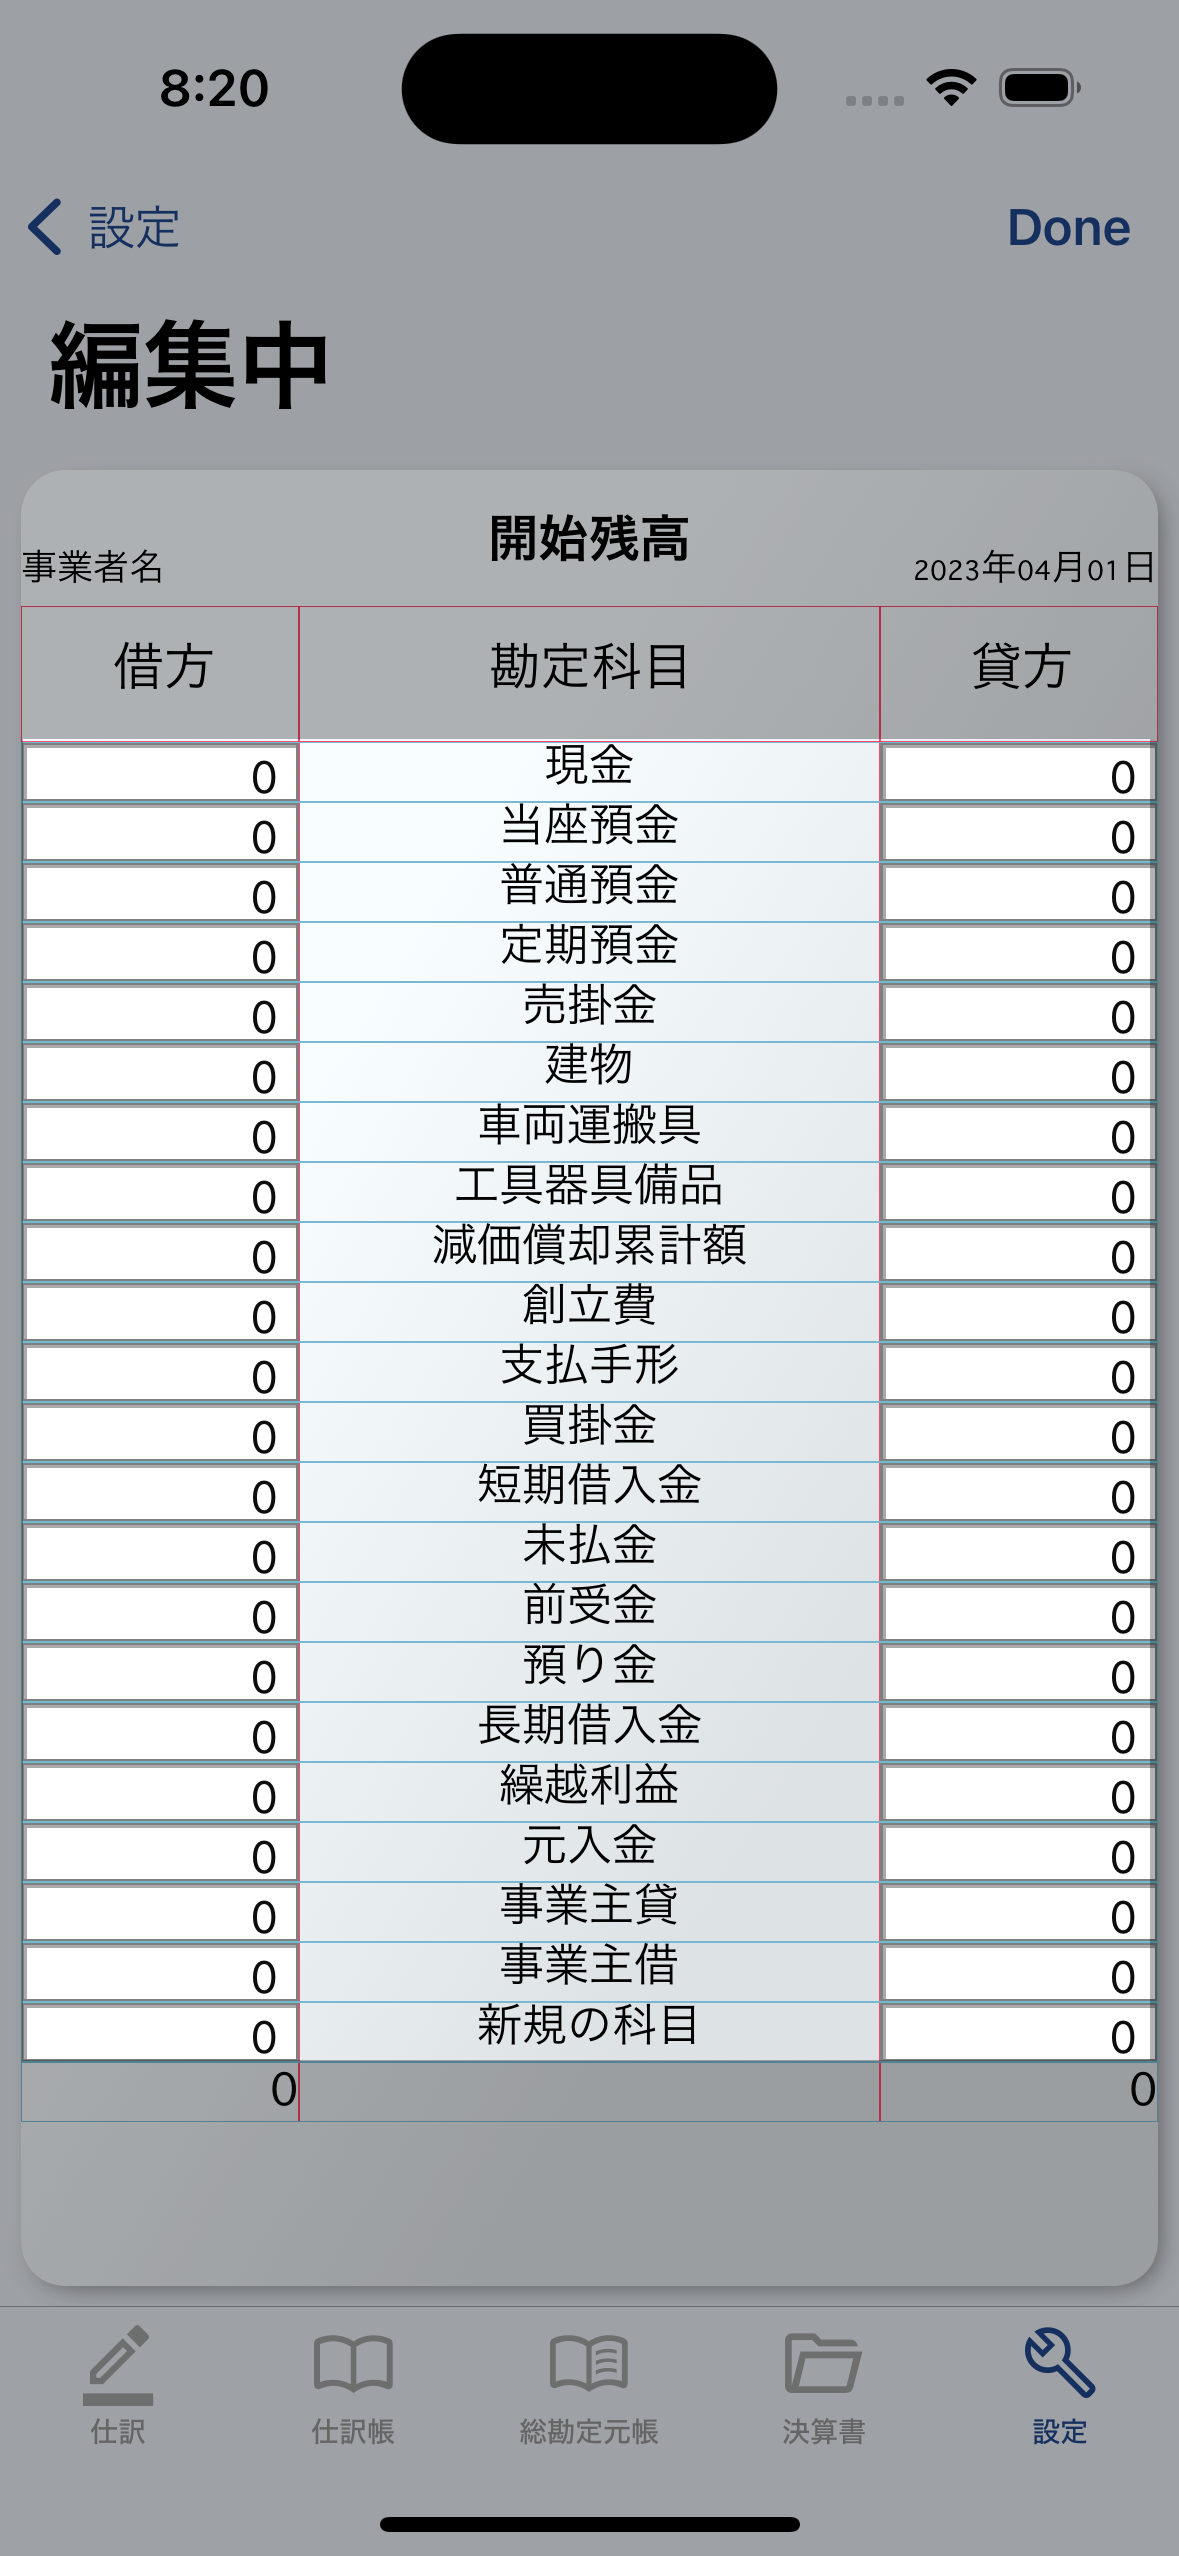 8:20
設定 Done
編集中
開始残高
事業者名 2023年04月01日
借方 勘定科目 貸方
0 現金 0
0 当座預金 0
0 普通預金 0
0 定期預金 0
0 売掛金 0
0 建物 0
0 車両運搬具 0
0 工具器具備品 0
0 減価償却累計額 0
0 創立費 0
0 支払手形 0
0 買掛金 0
0 短期借入金 0
0 未払金 0
0 前受金 0
0 預り金 0
0 長期借入金 0
0 繰越利益 0
0 元入金 0
0 事業主貸 0
0 事業主借 0
0 新規の科目 0
0 0
仕訳 仕訳帳 総勘定元帳 決算書 設定